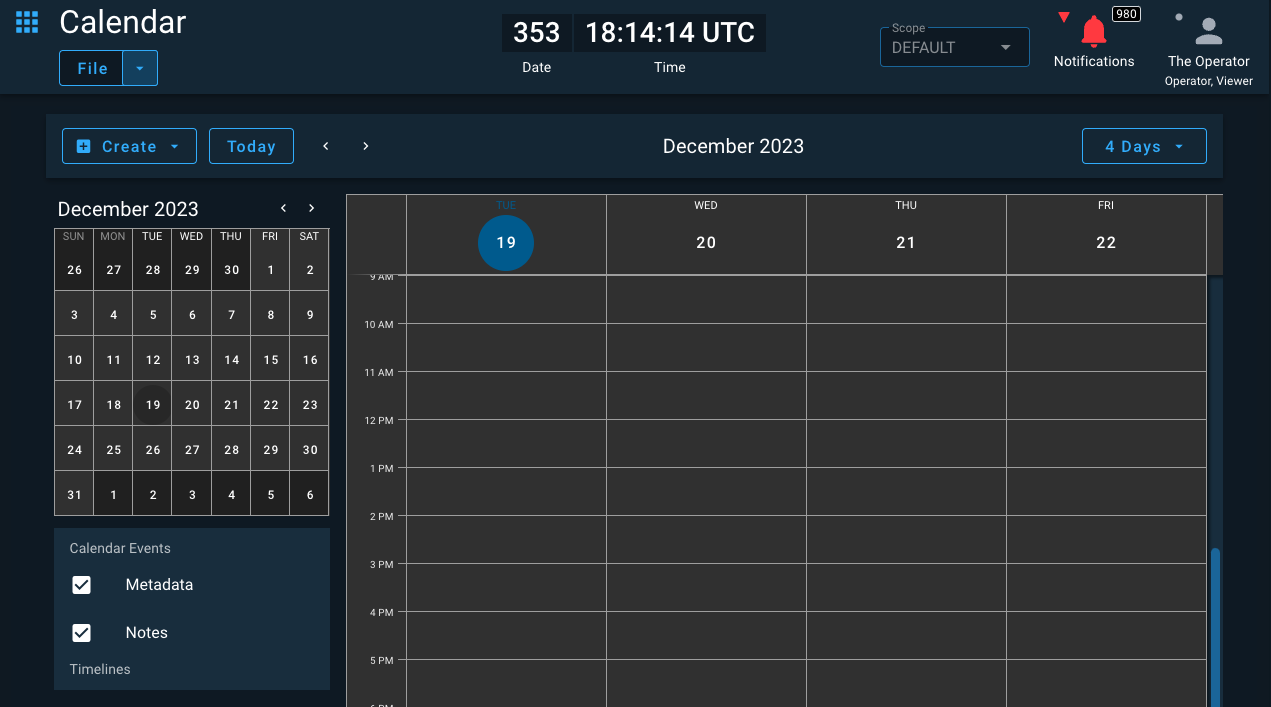 Calendar
File
353
18:14:14 UTC
Date
Time
Scope
DEFAULT
980
Notifications
The Operator
Operator, Viewer
Create
Today
December 2023
4 Days
December 2023
SUN MON TUE WED THU FRI SAT
26 27 28 29 30 1 2
3 4 5 6 7 8 9
10 11 12 13 14 15 16
17 18 19 20 21 22 23
24 25 26 27 28 29 30
31 1 2 3 4 5 6
Calendar Events
Metadata
Notes
Timelines
TUE WED THU FRI
19 20 21 22
9 AM
10 AM
11 AM
12 PM
1 PM
2 PM
3 PM
4 PM
5 PM
6 PM